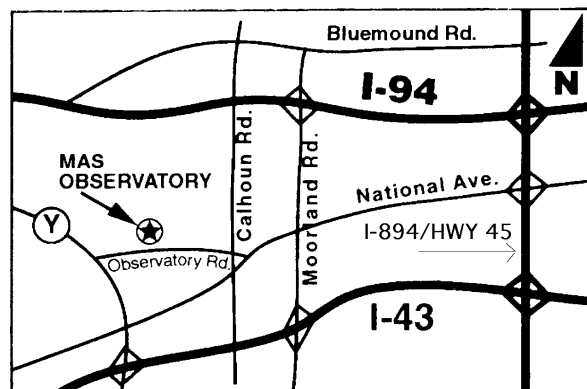 Bluemound Rd.
N
I-94
MAS
OBSERVATORY
Calhoun Rd.
Moorland Rd.
National Ave.
Y
I-894/HWY 45
Observatory Rd.
I-43